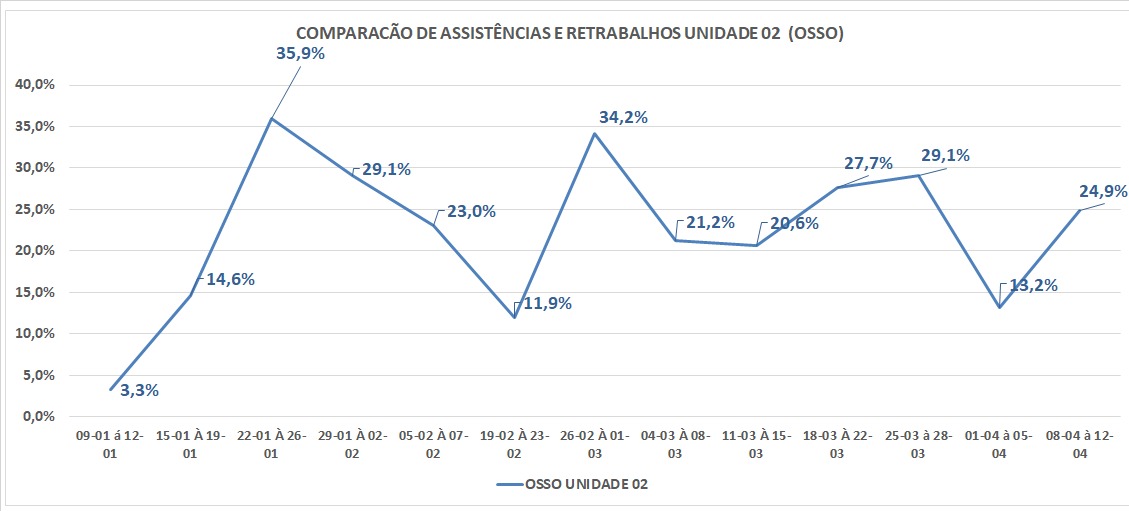 COMPARACÃO DE ASSISTÊNCIAS E RETRABALHOS UNIDADE 02 (OSSO)
40,0%
35,0%
30,0%
25,0%
20,0%
15,0%
10,0%
5,0%
0,0%
3,3%
14,6%
35,9%
29,1%
23,0%
11,9%
34,2%
21,2%
20,6%
27,7%
29,1%
13,2%
24,9%
09-01 á 12-
01
15-01 À 19-
01
22-01 À 26-
01
29-01 À 02-
02
05-02 À 07-
02
19-02 À 23-
02
26-02 À 01-
03
04-03 À 08-
03
11-03 À 15-
03
18-03 À 22-
03
25-03 à 28-
03
01-04 à 05-
04
08-04 à 12-
04
OSSO UNIDADE 02